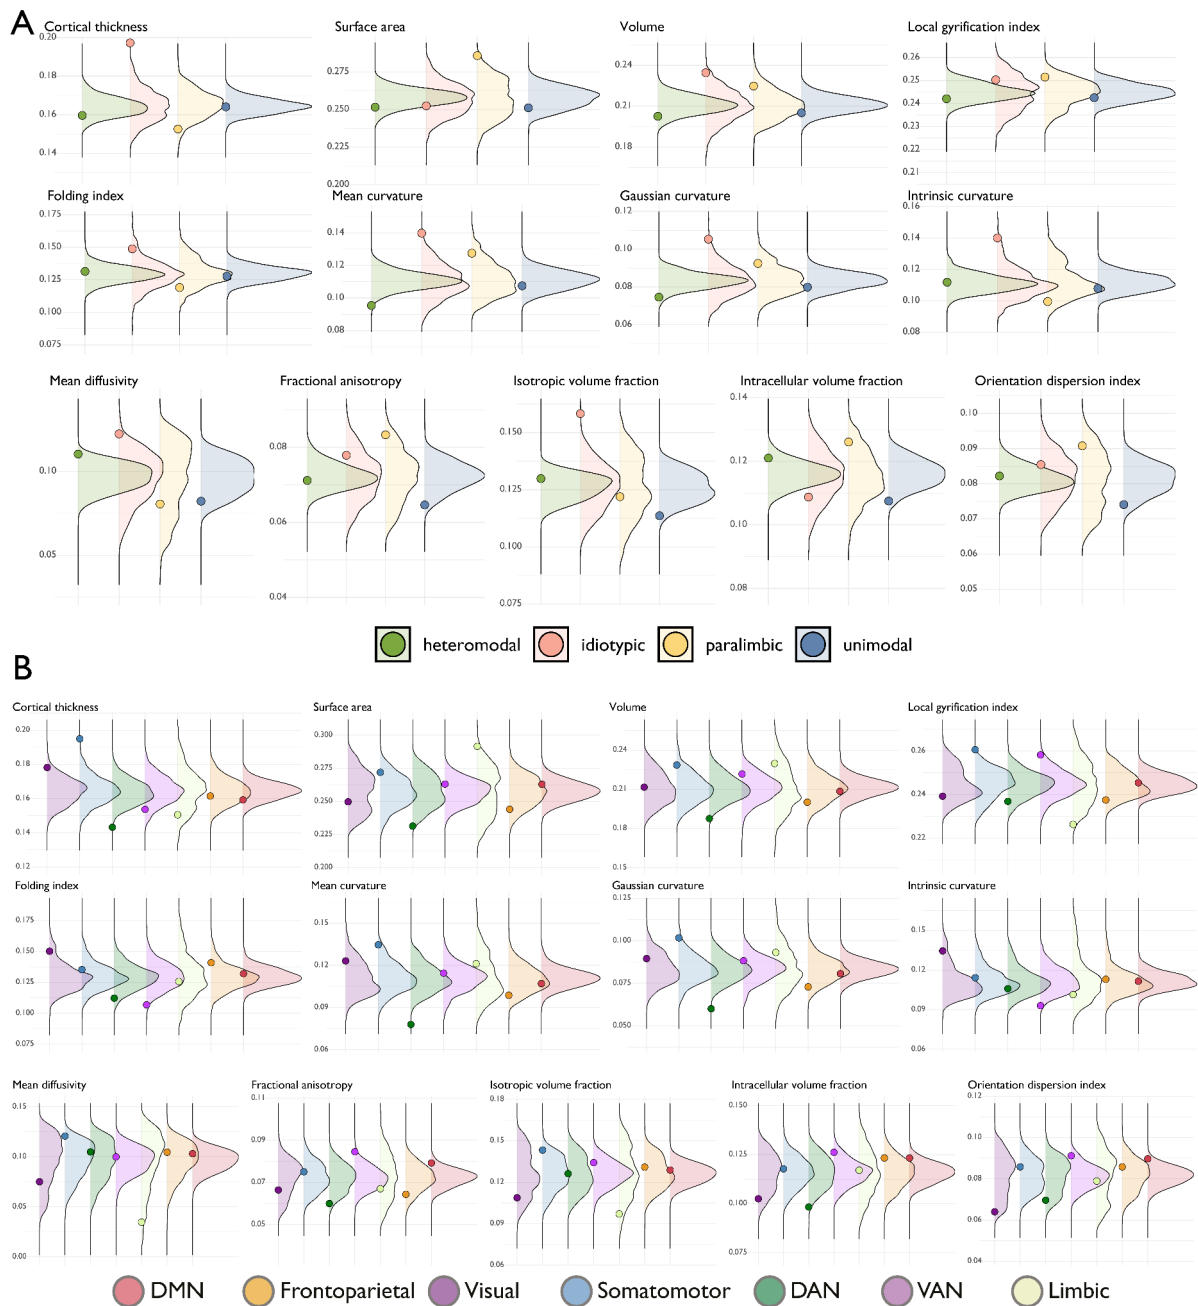 A
Cortical thickness
Surface area
Volume
Local gyrification index
0.20
0.18
0.16
0.14
0.275
0.250
0.225
0.200
0.24
0.21
0.18
0.26
0.25
0.24
0.23
0.22
0.21
Folding index
Mean curvature
Gaussian curvature
Intrinsic curvature
0.175
0.150
0.125
0.100
0.075
0.14
0.12
0.10
0.08
0.12
0.10
0.08
0.06
0.16
0.14
0.12
0.10
0.08
Mean diffusivity
Fractional anisotropy
Isotropic volume fraction
Intracellular volume fraction
Orientation dispersion index
0.10
0.05
0.08
0.06
0.04
0.150
0.125
0.100
0.075
0.14
0.12
0.10
0.08
0.10
0.09
0.08
0.07
0.06
0.05
heteromodal
idiotypic
paralimbic
unimodal
B
Cortical thickness
Surface area
Volume
Local gyrification index
0.20
0.18
0.16
0.14
0.12
0.300
0.275
0.250
0.225
0.200
0.24
0.21
0.18
0.15
0.26
0.24
0.22
Folding index
Mean curvature
Gaussian curvature
Intrinsic curvature
0.175
0.150
0.125
0.100
0.075
0.15
0.12
0.09
0.06
0.125
0.100
0.075
0.050
0.15
0.12
0.09
0.06
Mean diffusivity
Fractional anisotropy
Isotropic volume fraction
Intracellular volume fraction
Orientation dispersion index
0.15
0.10
0.05
0.00
0.11
0.09
0.07
0.05
0.18
0.15
0.12
0.09
0.06
0.150
0.125
0.100
0.075
0.12
0.10
0.08
0.06
0.04
DMN
Frontoparietal
Visual
Somatomotor
DAN
VAN
Limbic